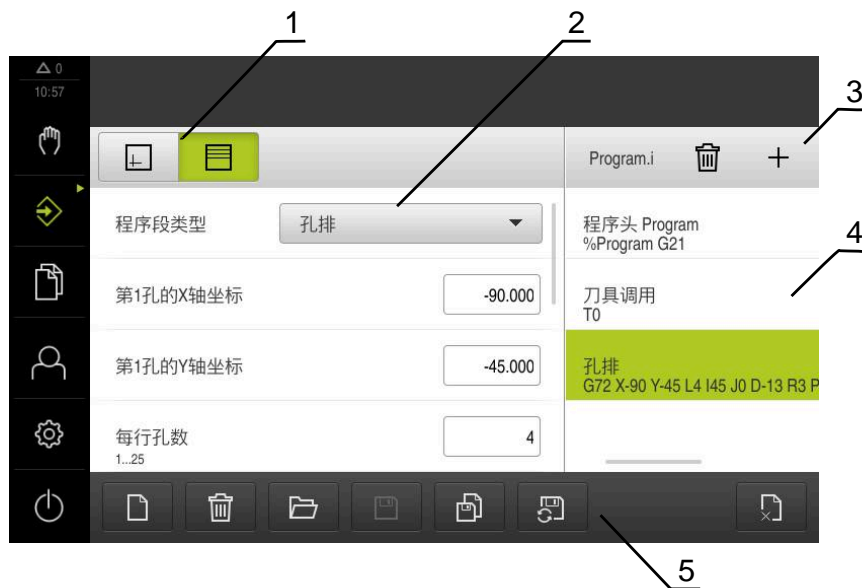 1
2
3
4
5
0
10:57
Program.i
程序段类型
孔排
第1孔的X轴坐标
-90.000
第1孔的Y轴坐标
-45.000
每行孔数
1...25
4
程序头 Program
%Program G21
刀具调用
T0
孔排
G72 X-90 Y-45 L4 I45 J0 D-13 R3 P